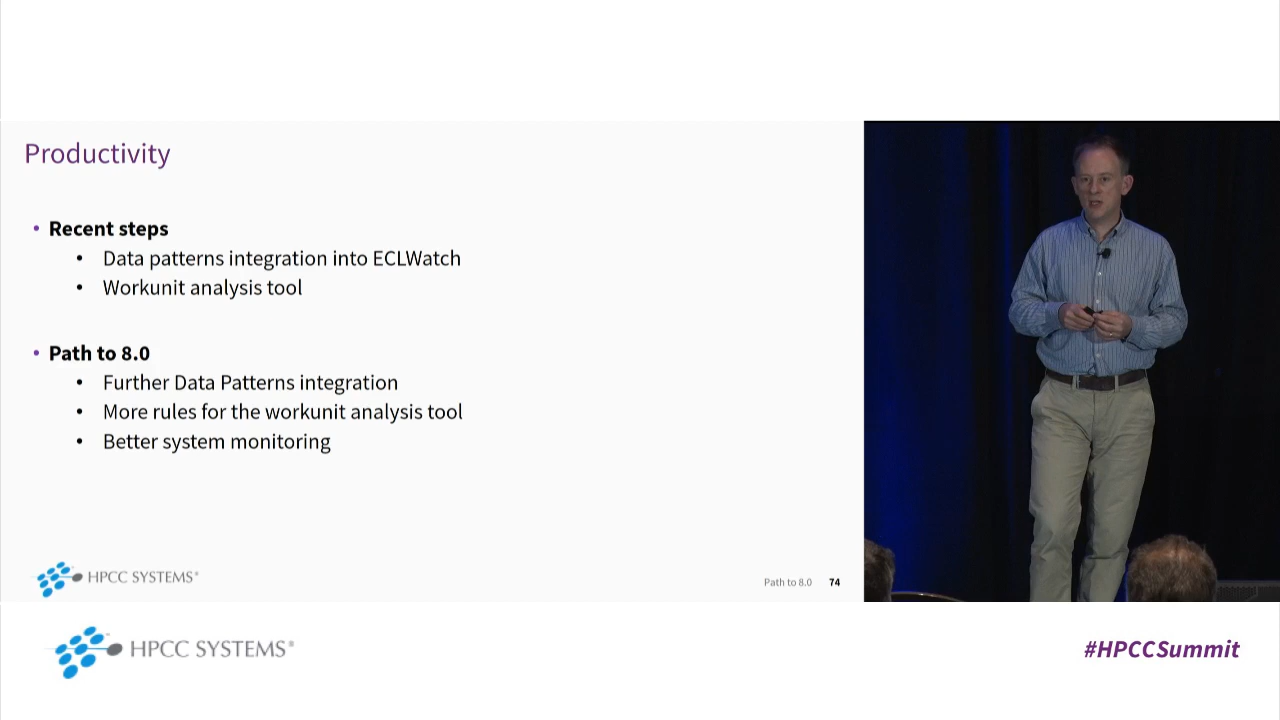 Productivity
• Recent steps
• Data patterns integration into ECLWatch
• Workunit analysis tool
• Path to 8.0
• Further Data Patterns integration
• More rules for the workunit analysis tool
• Better system monitoring
HPCC SYSTEMS®
Path to 8.0 74
HPCC SYSTEMS®
#HPCCSummit